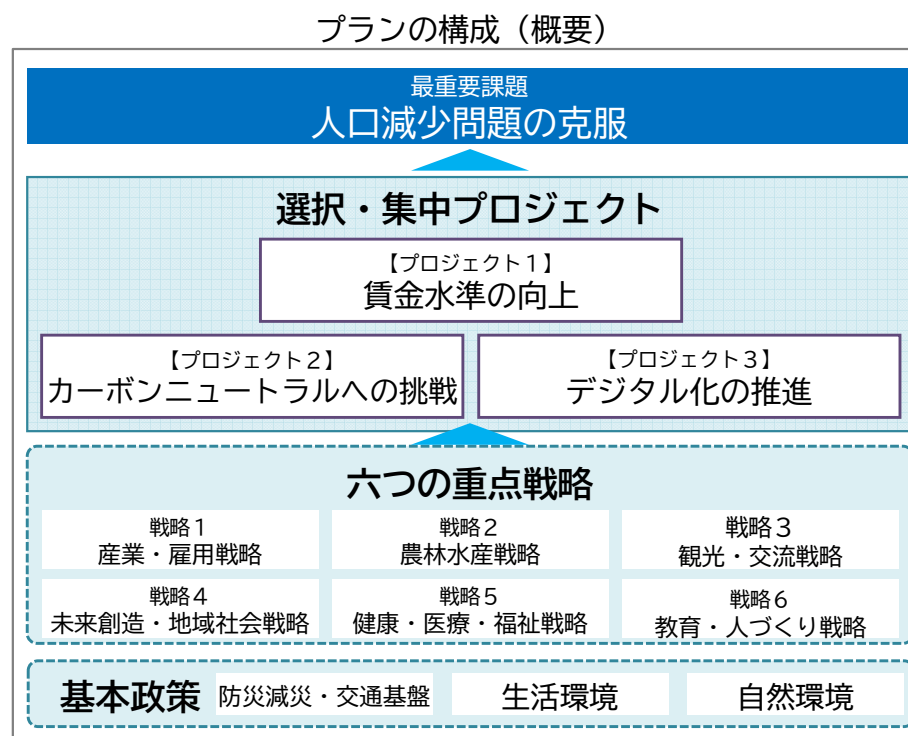 プランの構成（概要）
最重要課題
人口減少問題の克服
選択・集中プロジェクト
【プロジェクト１】
賃金水準の向上
【プロジェクト２】
カーボンニュートラルへの挑戦
【プロジェクト３】
デジタル化の推進
六つの重点戦略
戦略１
産業・雇用戦略
戦略２
農林水産戦略
戦略３
観光・交流戦略
戦略４
未来創造・地域社会戦略
戦略５
健康・医療・福祉戦略
戦略６
教育・人づくり戦略
基本政策
防災減災・交通基盤
生活環境
自然環境